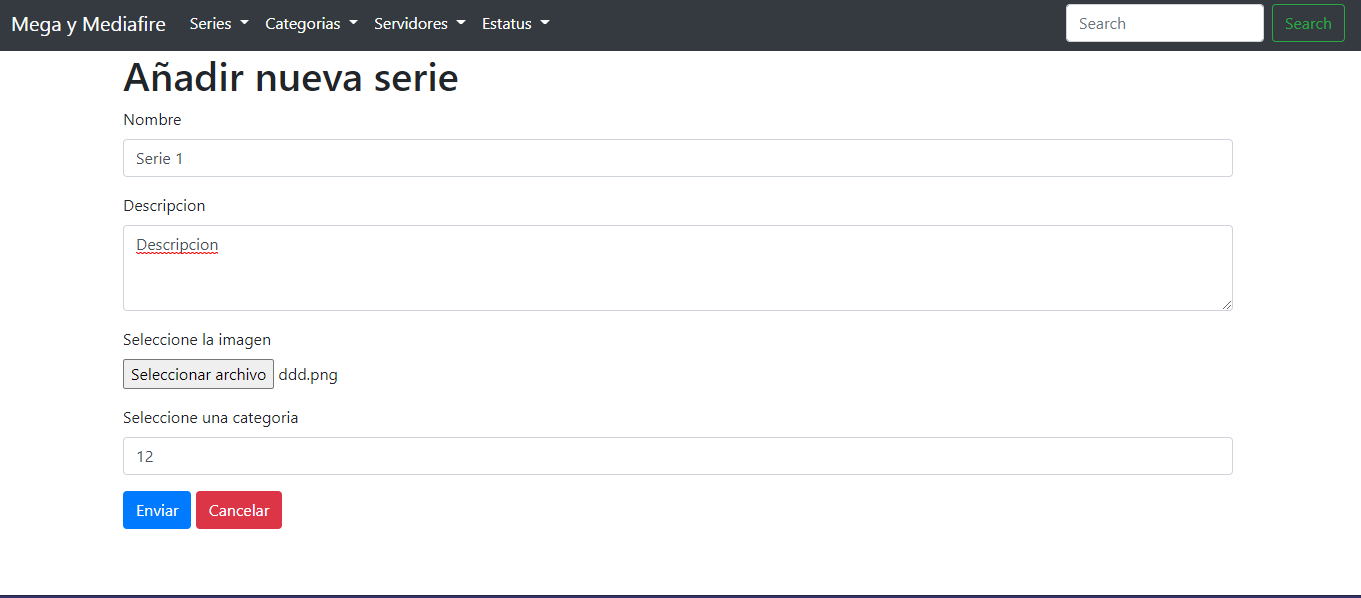 Mega y Mediafire Series Categorias Servidores Estatus Search Search
Añadir nueva serie
Nombre
Serie 1
Descripcion
Descripcion
Seleccione la imagen
Seleccionar archivo ddd.png
Seleccione una categoria
12
Enviar Cancelar